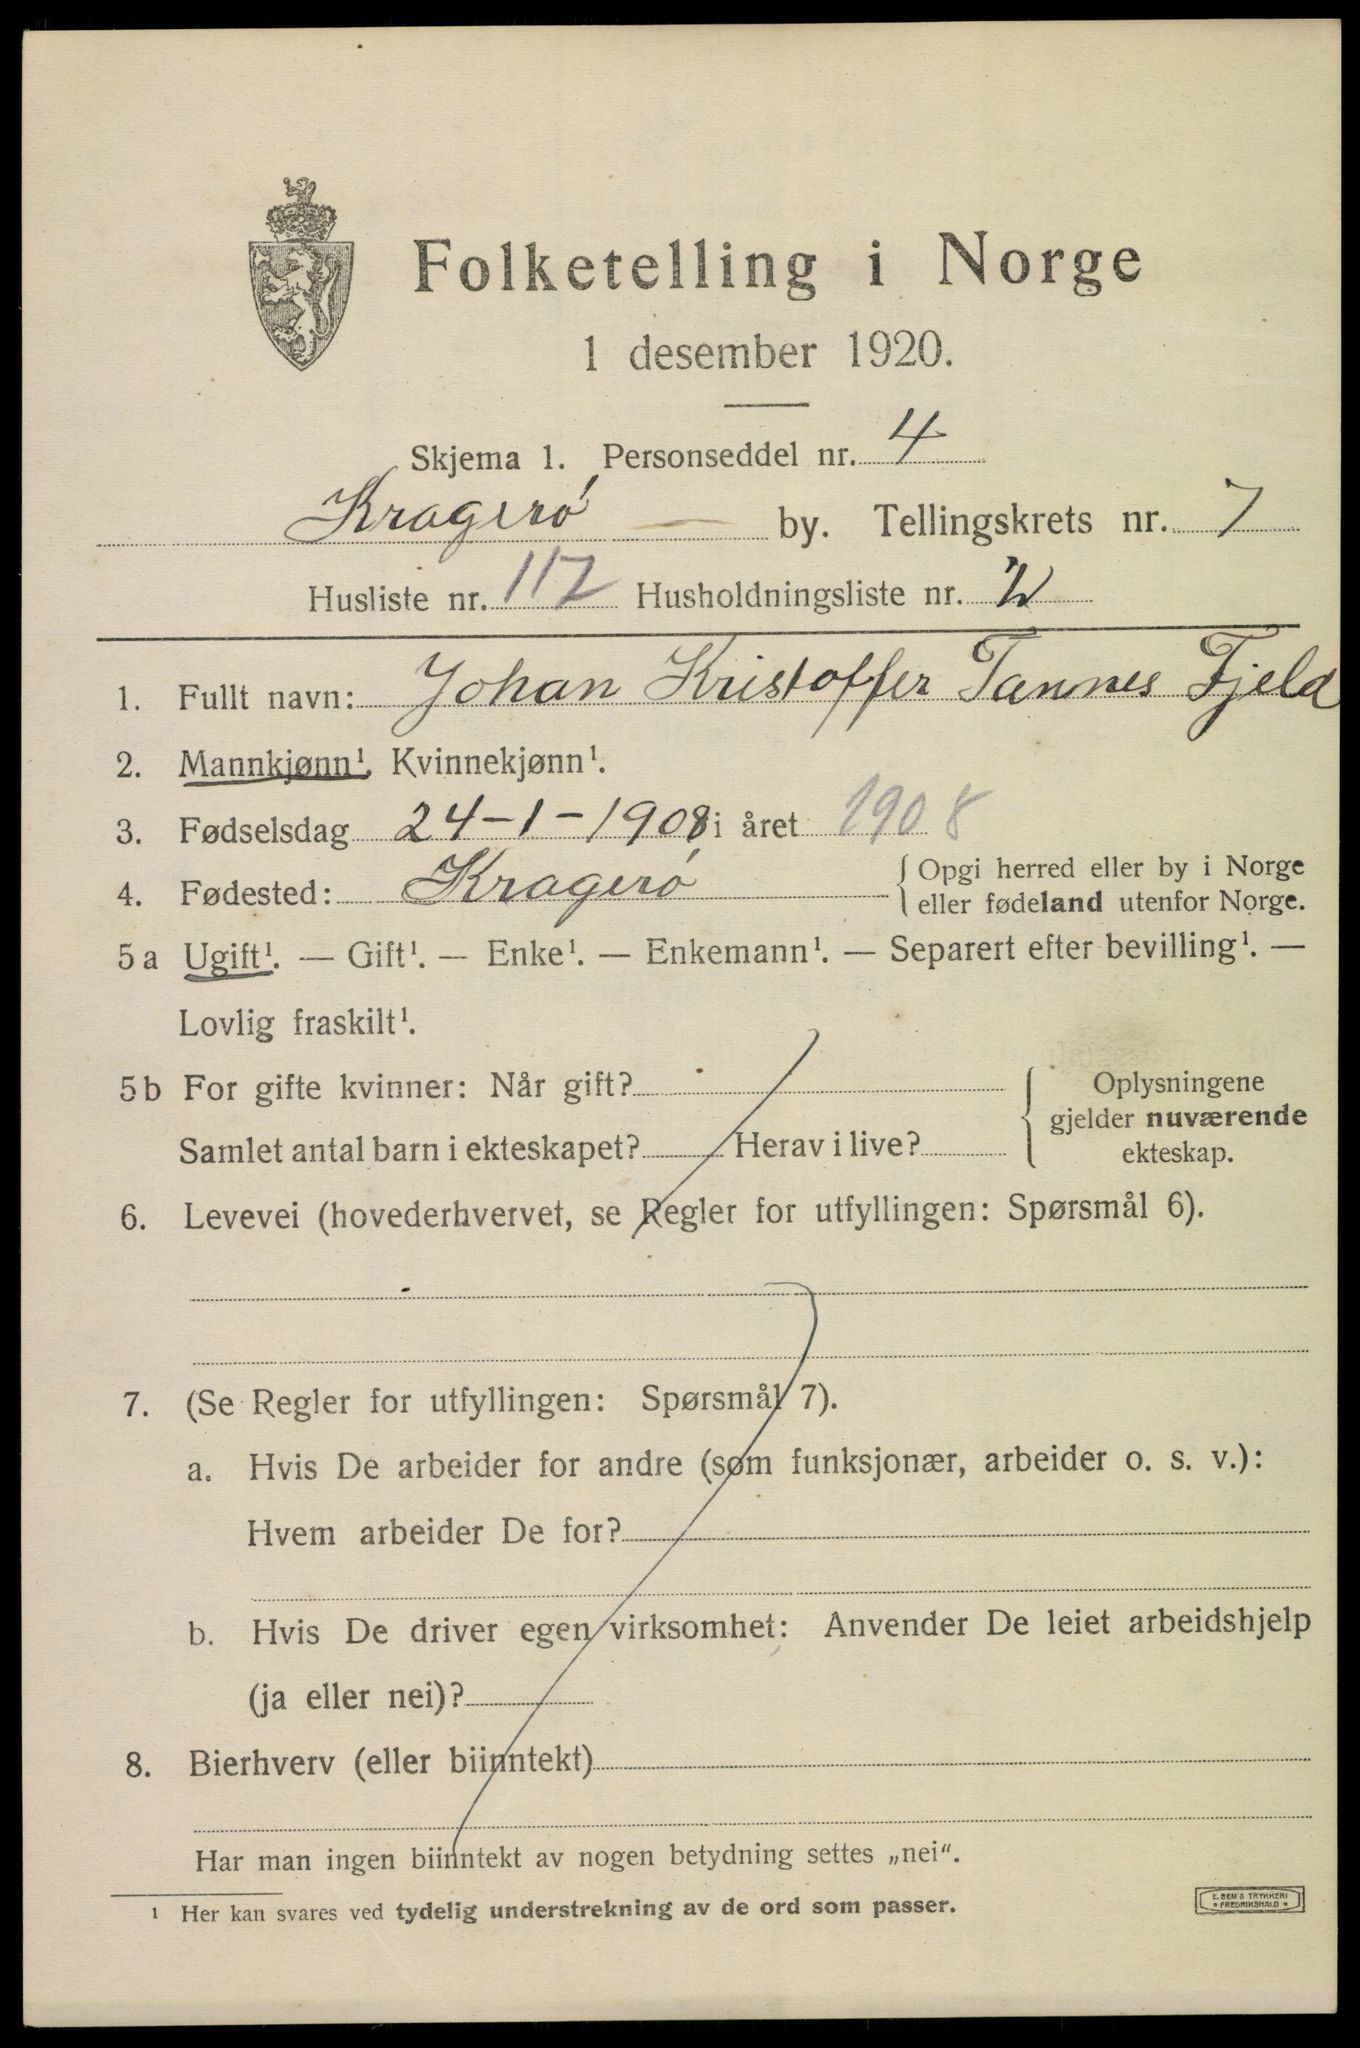 Folketelling i Norge
1 desember 1920.
Skjema 1. Personseddel nr. 4
Kragerø by. Tellingskrets nr. 7
Husliste nr. 117 Husholdningsliste nr.
1. Fullt navn: Johan Kristoffer Tannes Fjeld
2. Mannkjønn¹. Kvinnekjønn¹.
3. Fødselsdag 24-1-1908 i året 1908
4. Fødested: Kragerø { Opgi herred eller by i Norge
eller fødeland utenfor Norge.
5a Ugift¹. — Gift¹. — Enke¹. — Enkemann¹. — Separert efter bevilling¹. —
Lovlig fraskilt¹.
5b For gifte kvinner: Når gift? { Oplysningene
gjelder nuværende
ekteskap.
Samlet antal barn i ekteskapet? Herav i live?
6. Levevei (hovederhvervet, se Regler for utfyllingen: Spørsmål 6).
7. (Se Regler for utfyllingen: Spørsmål 7).
a. Hvis De arbeider for andre (som funksjonær, arbeider o. s. v.):
Hvem arbeider De for?
b. Hvis De driver egen virksomhet: Anvender De leiet arbeidshjelp
(ja eller nei)?
8. Bierhverv (eller biinntekt)
Har man ingen biinntekt av nogen betydning settes „nei“.
¹ Her kan svares ved tydelig understrekning av de ord som passer.
E. SEM'S TRYKKERI
* FREDRIKSHALD *